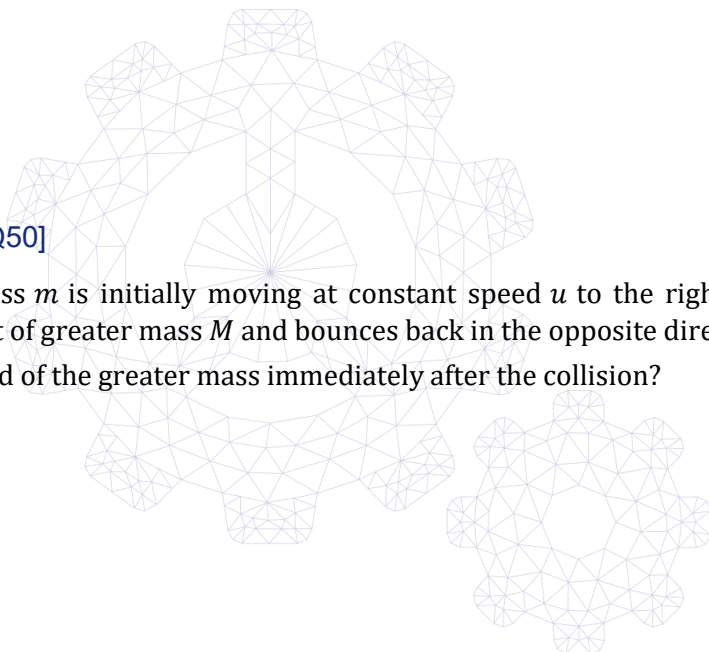 Q50]
ss m is initially moving at constant speed u to the righ
t of greater mass M and bounces back in the opposite dire
d of the greater mass immediately after the collision?